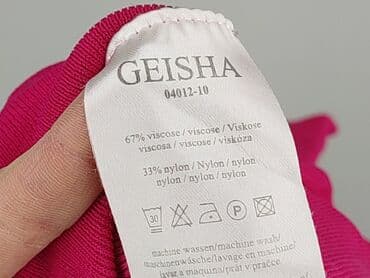 GEISHA
04012-10
67% viscose / viscose / Viskose
viscosa / viscose / viskóza
33% nylon / Nylon / nylon
nylon / nylon / nylon
30 P
machine wassen/machine wash/
maschinenwäsche/lavage en machine/
lavar a maquina/prát v pračce/